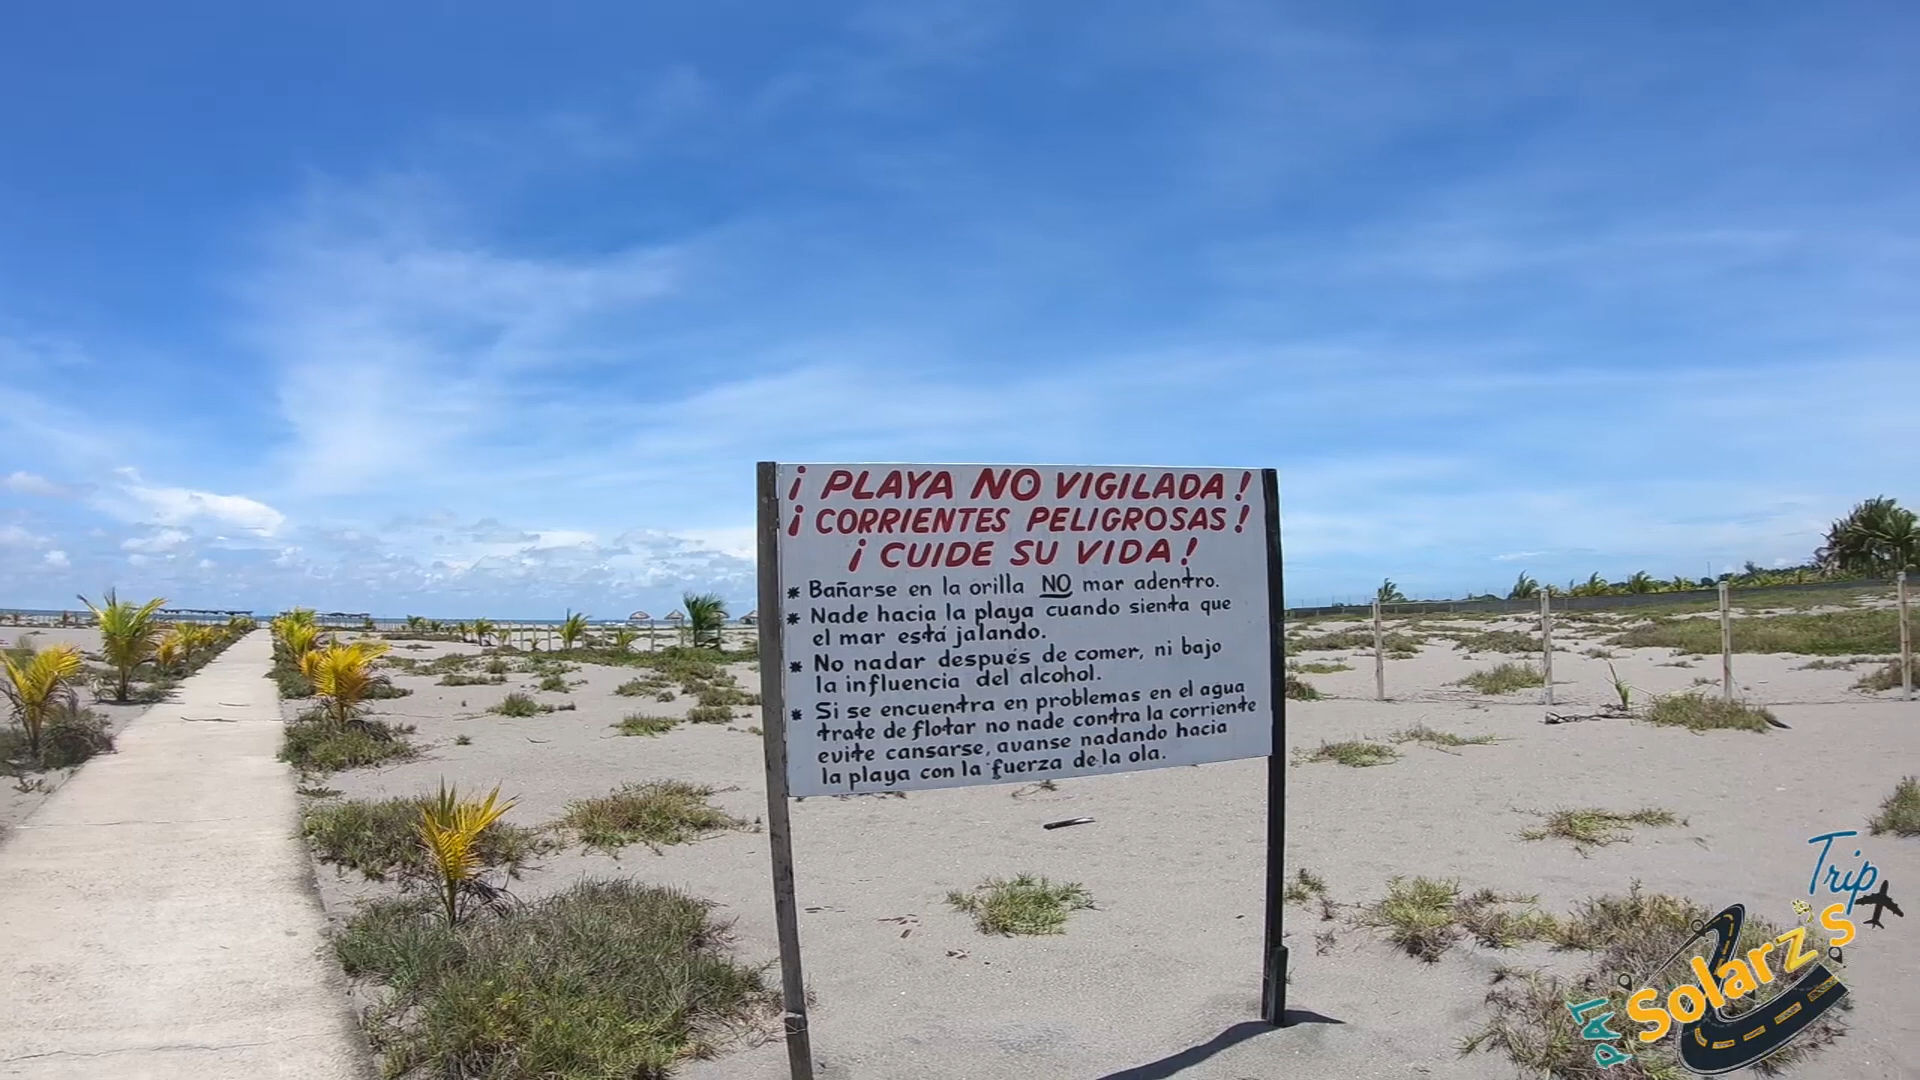 ¡ PLAYA NO VIGILADA !
¡ CORRIENTES PELIGROSAS !
¡ CUIDE SU VIDA !
* Bañarse en la orilla NO mar adentro.
* Nade hacia la playa cuando sienta que
el mar está jalando.
* No nadar después de comer, ni bajo
la influencia del alcohol.
* Si se encuentra en problemas en el agua
trate de flotar no nade contra la corriente
evite cansarse, avanse nadando hacia
la playa con la fuerza de la ola.
Trip
PAT Solarz's